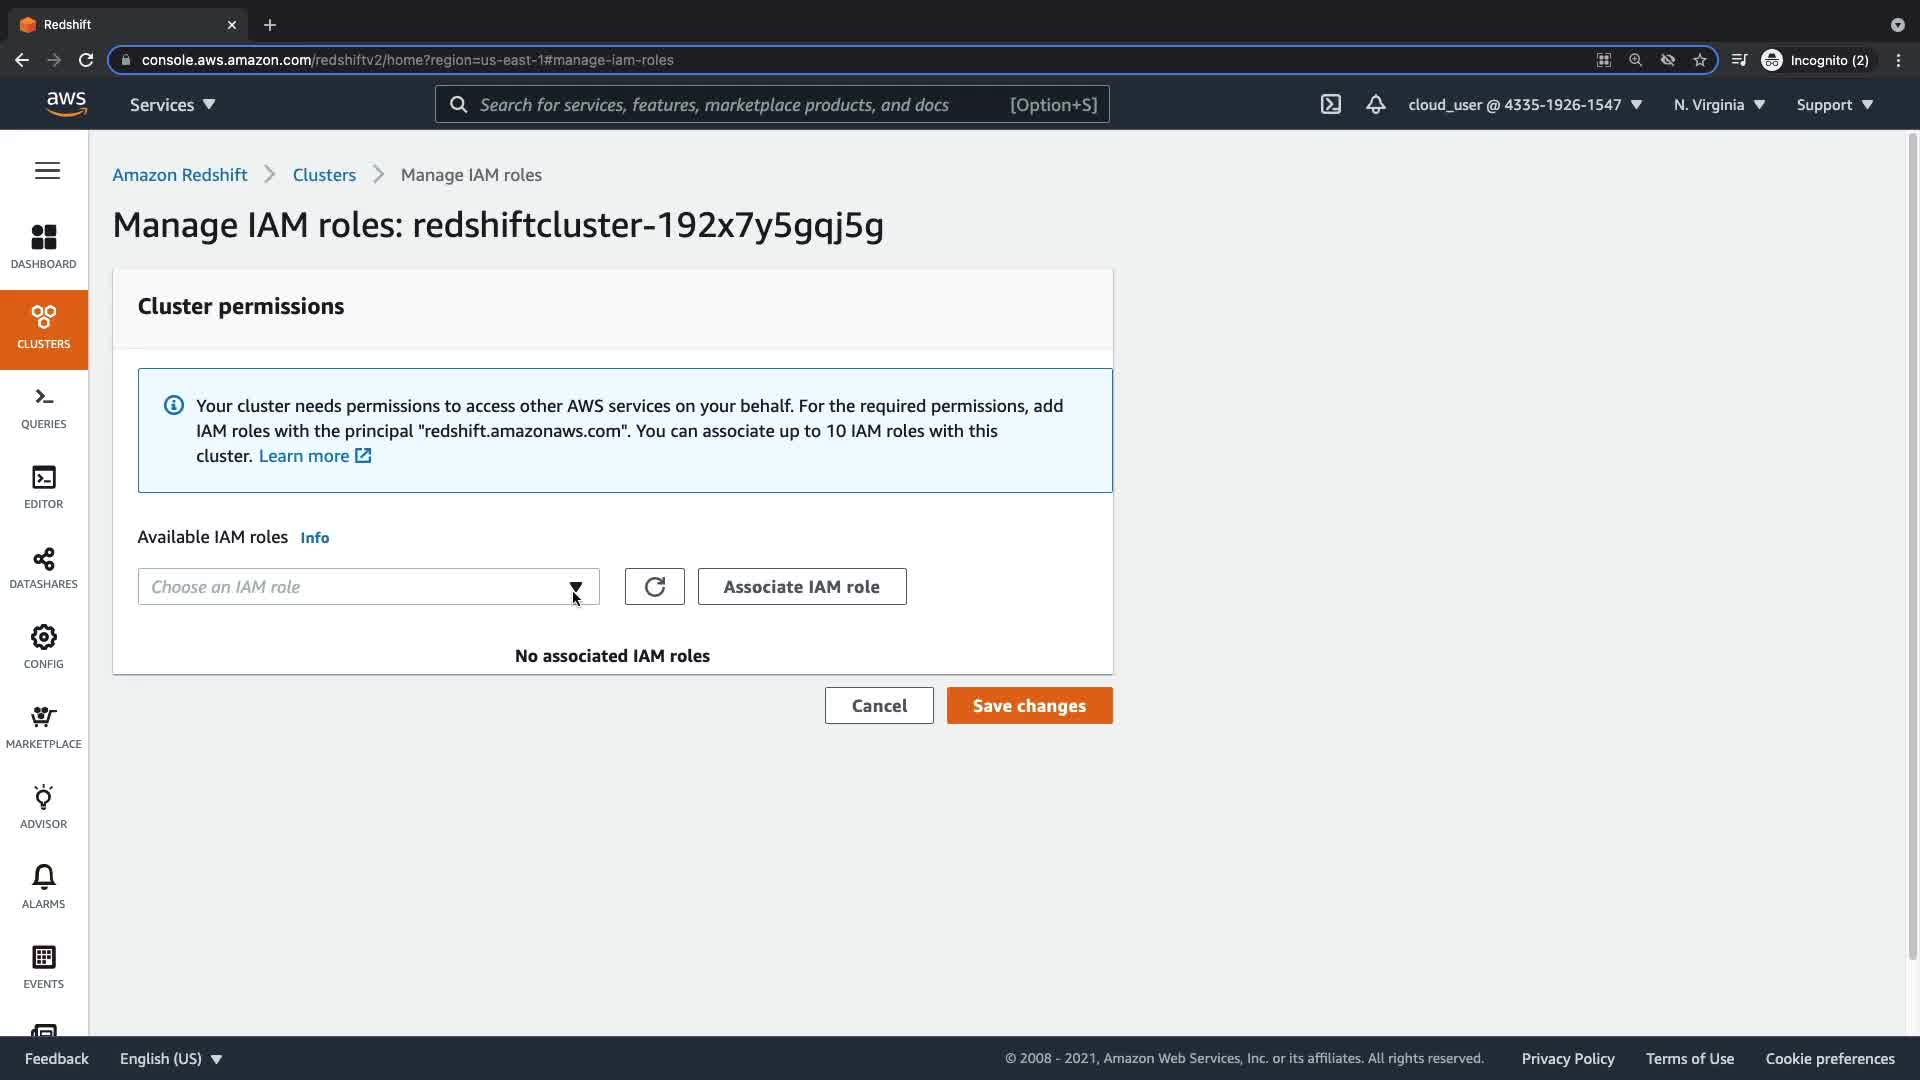 Redshift
console.aws.amazon.com/redshiftv2/home?region=us-east-1#manage-iam-roles
Incognito (2)
aws
Services
Search for services, features, marketplace products, and docs [Option+S]
cloud_user @ 4335-1926-1547
N. Virginia
Support
Amazon Redshift
Clusters
Manage IAM roles
Manage IAM roles: redshiftcluster-192x7y5gqj5g
DASHBOARD
CLUSTERS
QUERIES
EDITOR
DATASHARES
CONFIG
MARKETPLACE
ADVISOR
ALARMS
EVENTS
Cluster permissions
Your cluster needs permissions to access other AWS services on your behalf. For the required permissions, add
IAM roles with the principal "redshift.amazonaws.com". You can associate up to 10 IAM roles with this
cluster. Learn more
Available IAM roles Info
Choose an IAM role
Associate IAM role
No associated IAM roles
Cancel
Save changes
Feedback
English (US)
© 2008 - 2021, Amazon Web Services, Inc. or its affiliates. All rights reserved.
Privacy Policy
Terms of Use
Cookie preferences